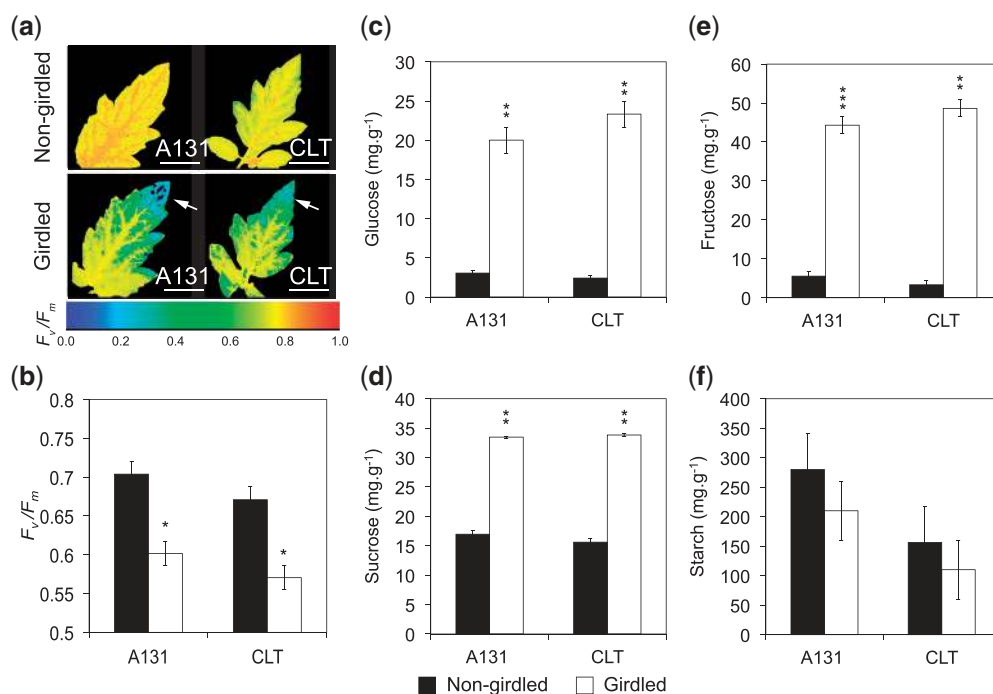 (a)
Non-girdled
A131
CLT
Girdled
A131
CLT
Fv/Fm
0.0 0.2 0.4 0.6 0.8 1.0
(b)
Fv/Fm
0.8
0.75
0.7
0.65
0.6
0.55
0.5
*
*
A131 CLT
(c)
Glucose (mg.g-1)
30
25
20
15
10
5
0
**
**
A131 CLT
(d)
Sucrose (mg.g-1)
40
35
30
25
20
15
10
5
0
**
**
A131 CLT
(e)
Fructose (mg.g-1)
60
50
40
30
20
10
0
***
**
A131 CLT
(f)
Starch (mg.g-1)
400
350
300
250
200
150
100
50
0
A131 CLT
Non-girdled Girdled